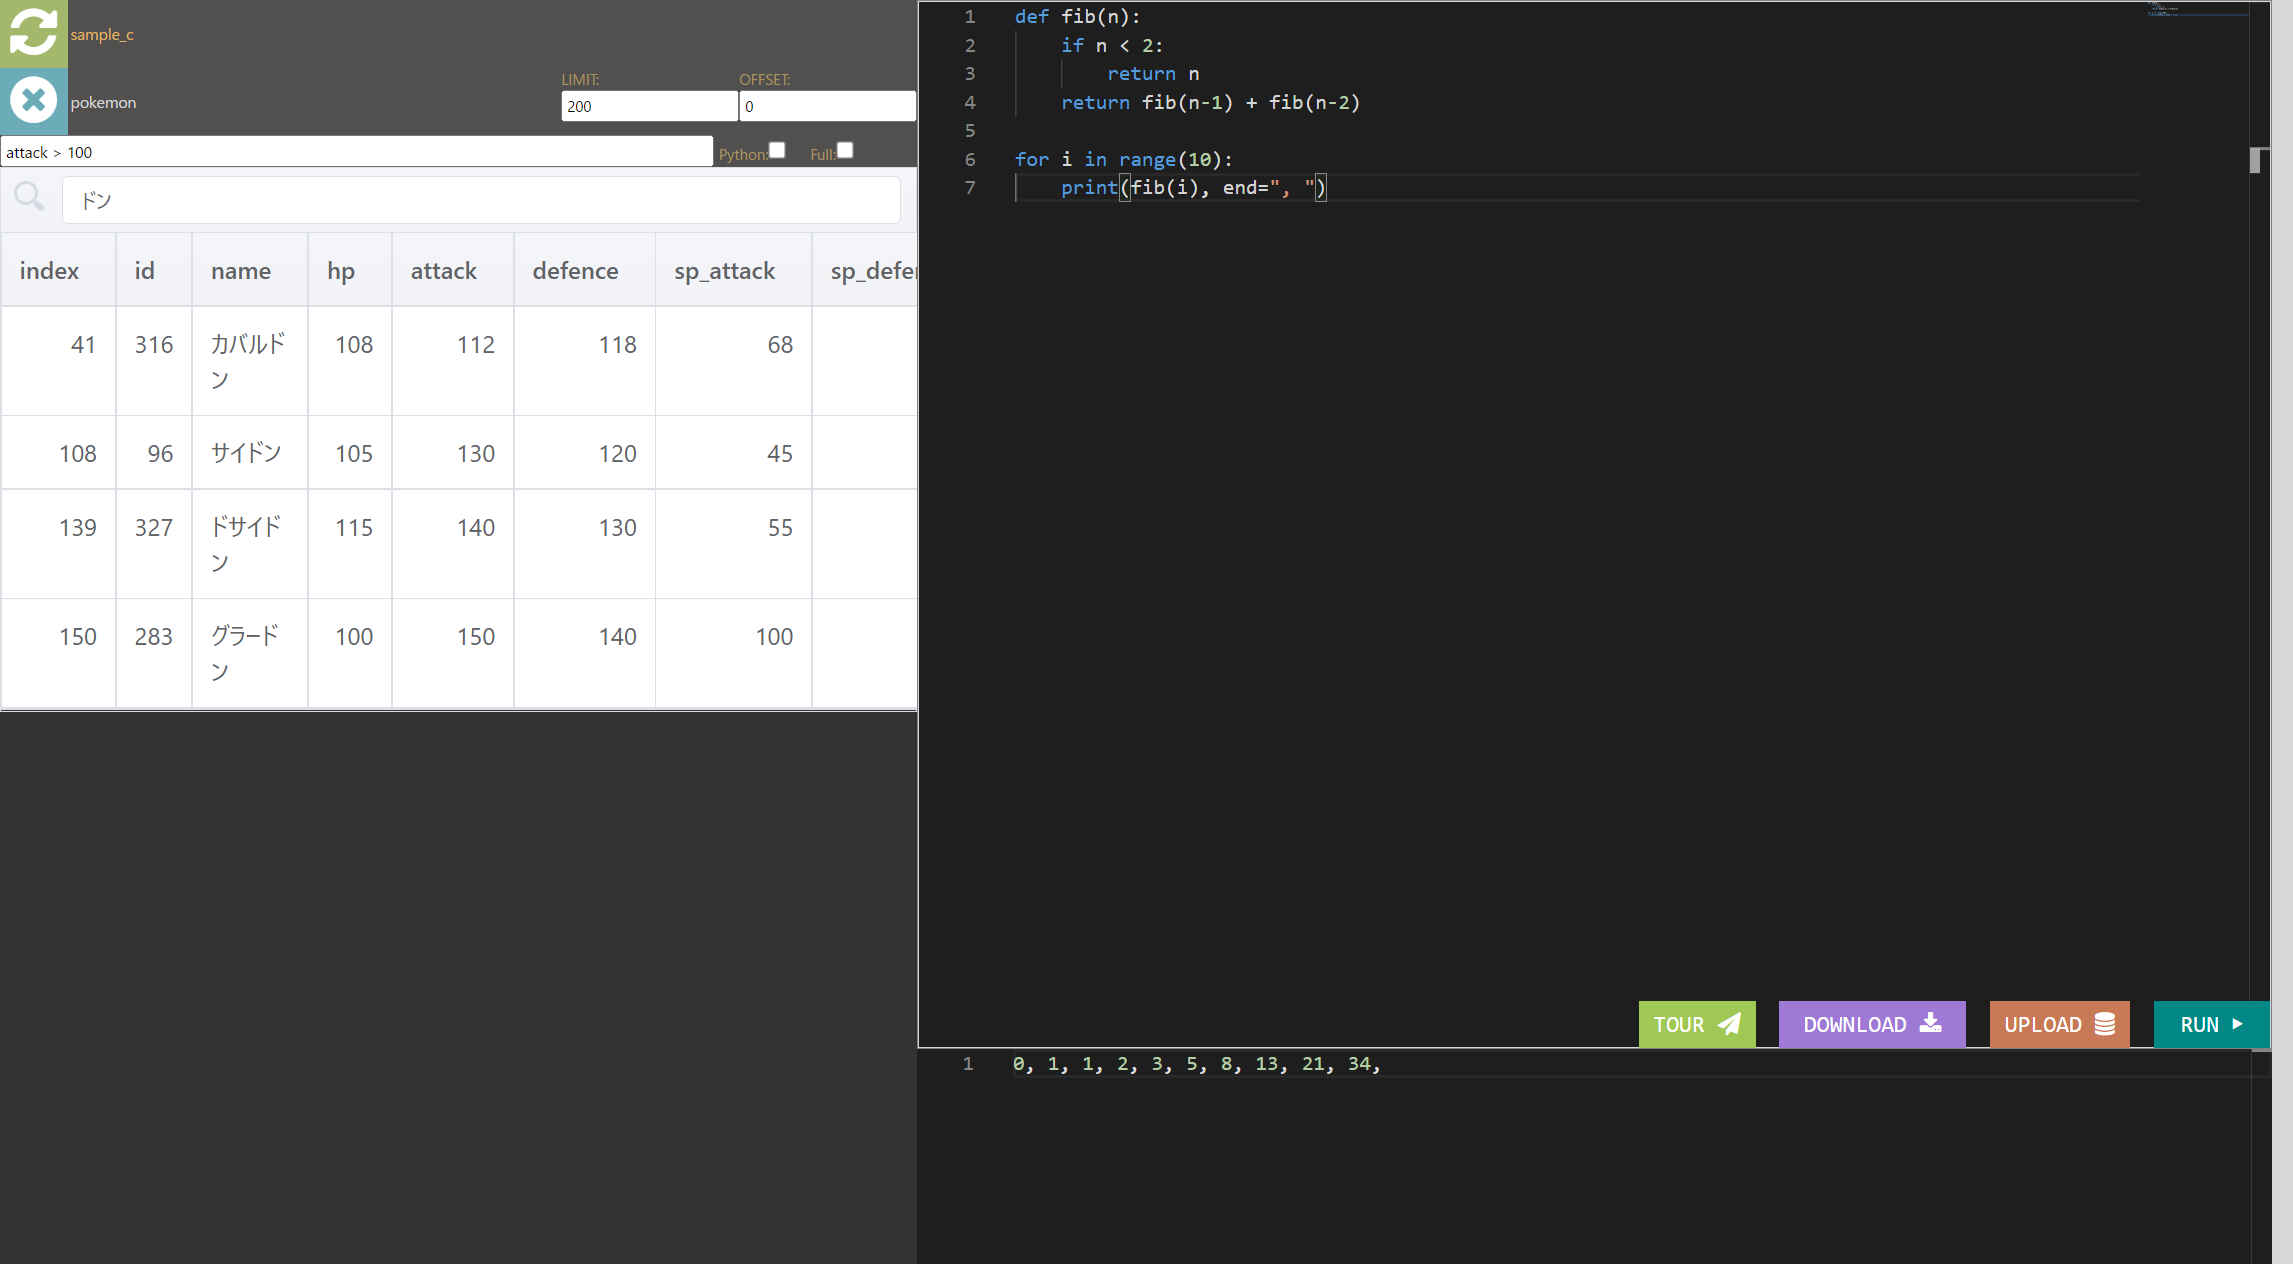 sample_c
pokemon
LIMIT: OFFSET:
200 0
attack > 100 Python: Full:
ドン
index id name hp attack defence sp_attack sp_defe
41 316 カバルド 108 112 118 68
ン
108 96 サイドン 105 130 120 45
139 327 ドサイド 115 140 130 55
ン
150 283 グラード 100 150 140 100
ン
1 def fib(n):
2 if n < 2:
3 return n
4 return fib(n-1) + fib(n-2)
5
6 for i in range(10):
7 print(fib(i), end=", ")
TOUR DOWNLOAD UPLOAD RUN
1 0, 1, 1, 2, 3, 5, 8, 13, 21, 34,